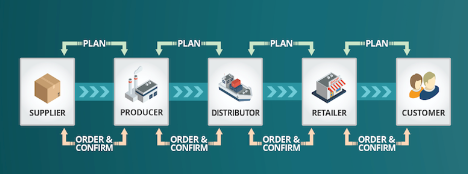 PLAN PLAN PLAN PLAN
SUPPLIER PRODUCER DISTRIBUTOR RETAILER CUSTOMER
ORDER & ORDER & ORDER & ORDER &
CONFIRM CONFIRM CONFIRM CONFIRM